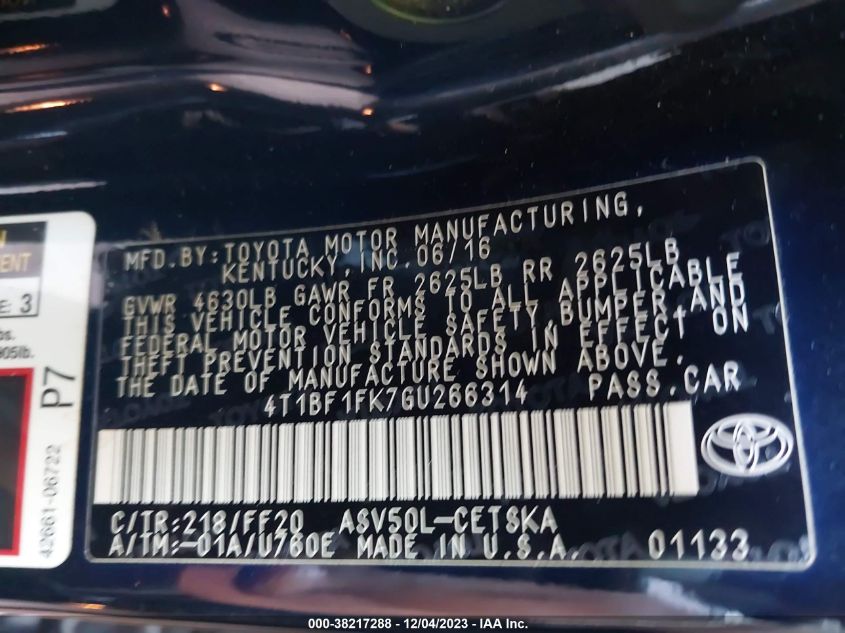 MFD. BY: TOYOTA MOTOR MANUFACTURING,
KENTUCKY, INC. 06/16
GVWR 4630LB GAWR FR 2625LB RR 2625LB
THIS VEHICLE CONFORMS TO ALL APPLICABLE
FEDERAL MOTOR VEHICLE SAFETY, BUMPER, AND
THEFT PREVENTION STANDARDS IN EFFECT ON
THE DATE OF MANUFACTURE SHOWN ABOVE.
4T1BF1FK7GU266314 PASS. CAR
C/TR: 218/FF20 ASV50L-CETSKA
A/TM: -01A/U760E MADE IN U.S.A. 01133
E: 3
905lb.
P7
42661-06722
000-38217288 - 12/04/2023 - IAA Inc.